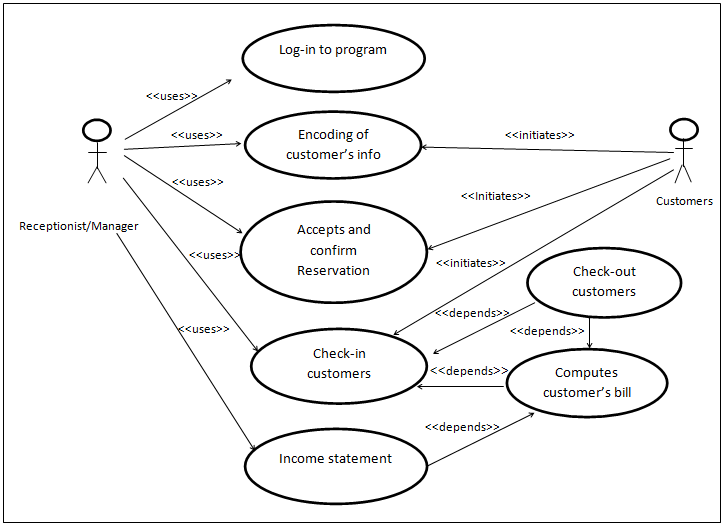 Log-in to program
<<uses>>
<<uses>>
Encoding of
customer's info
<<initiates>>
<<uses>>
<<Initiates>>
Customers
Receptionist/Manager
Accepts and
confirm
Reservation
<<uses>>
<<initiates>>
Check-out
customers
<<depends>>
<<uses>>
<<depends>>
Check-in
customers
<<depends>>
Computes
customer's bill
<<depends>>
Income statement